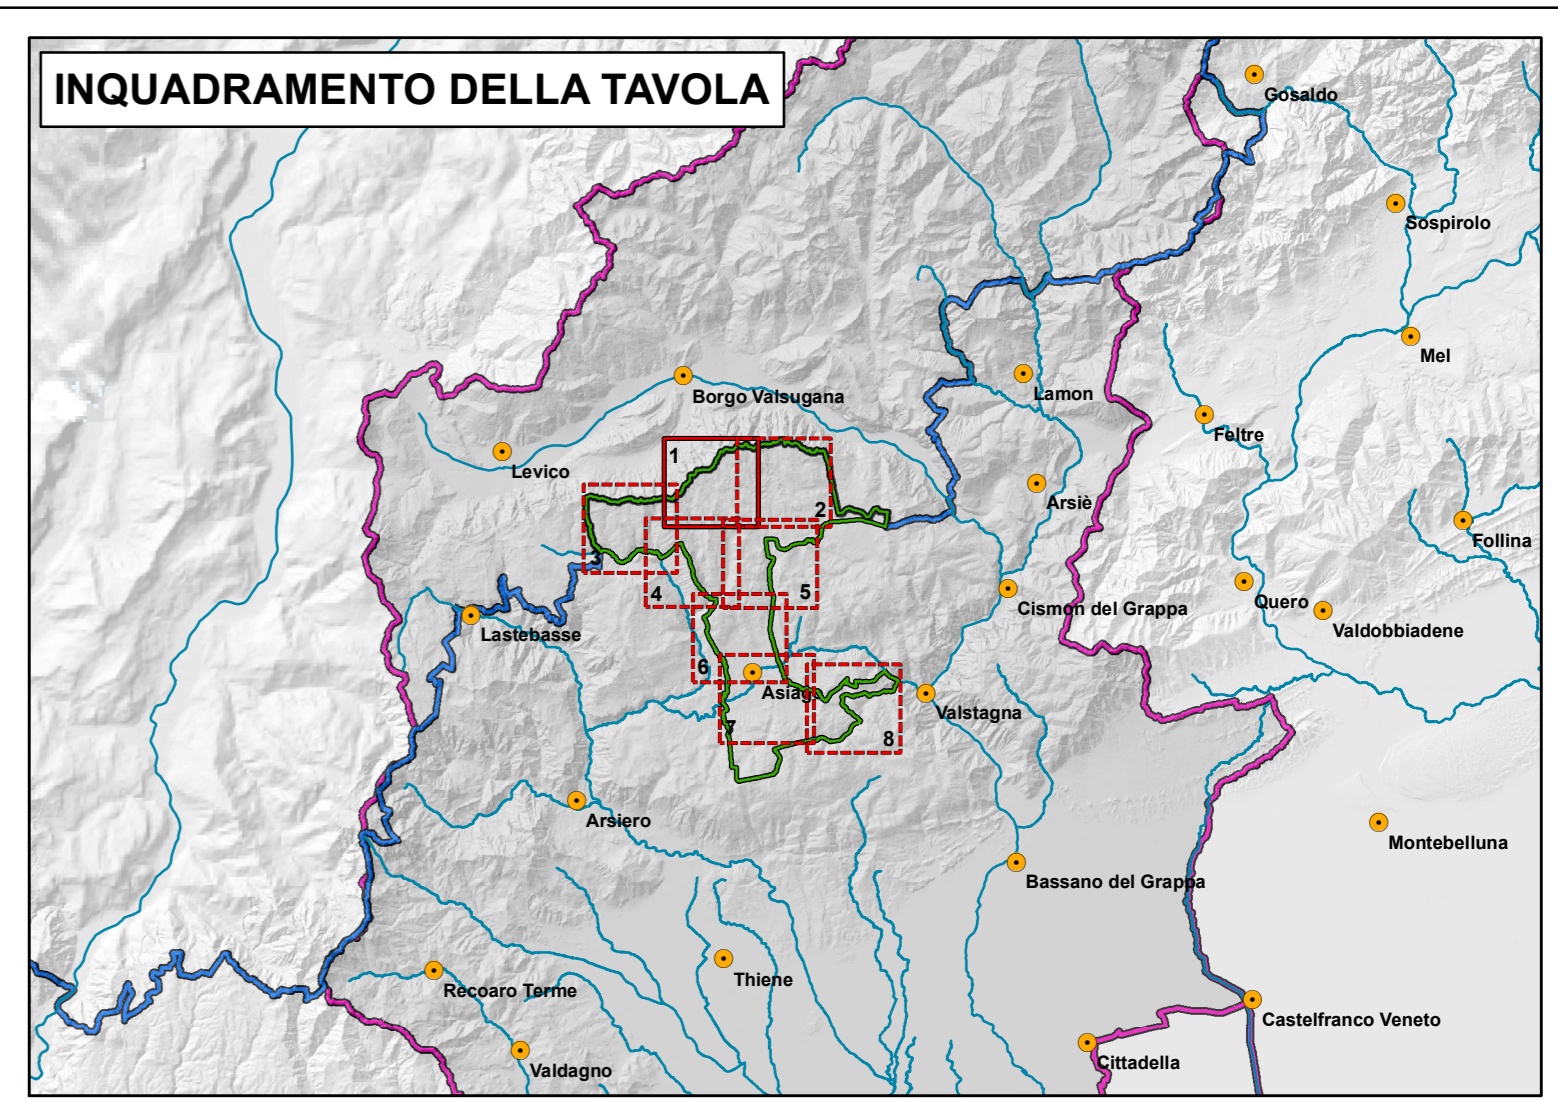 INQUADRAMENTO DELLA TAVOLA
Gosaldo
Sospirolo
Mel
Borgo Valsugana
Lamon
Feltre
Levico
1
2
Arsiè
Follina
3
4
5
Cismon del Grappa
Quero
Valdobbiadene
Lastebasse
6
Asiag
Valstagna
7
8
Arsiero
Montebelluna
Bassano del Grappa
Thiene
Recoaro Terme
Castelfranco Veneto
Valdagno
Cittadella